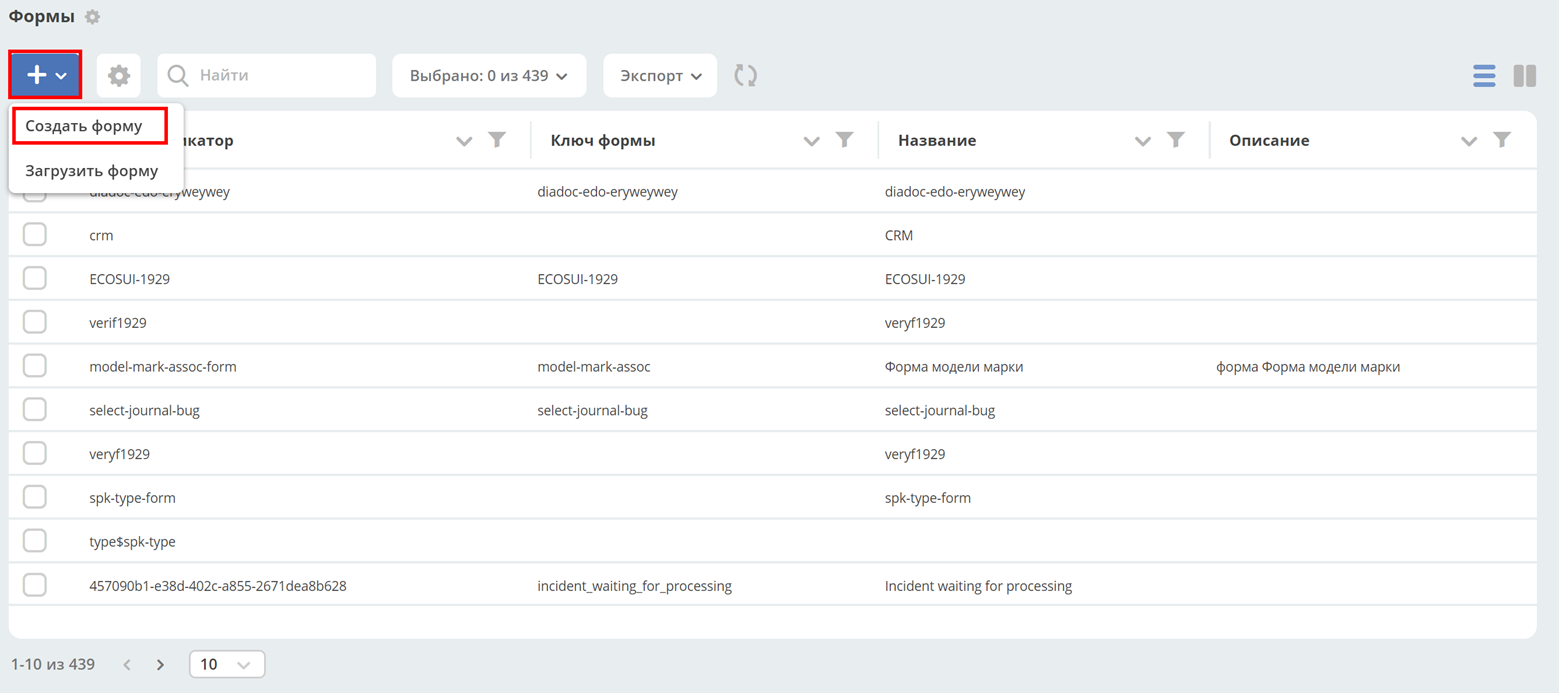 Формы
Найти
Выбрано: 0 из 439
Экспорт
Создать форму
Загрузить форму
Ключ формы
Название
Описание
diadoc-edo-eryweywey diadoc-edo-eryweywey diadoc-edo-eryweywey
crm CRM
ECOSUI-1929 ECOSUI-1929 ECOSUI-1929
verif1929 veryf1929
model-mark-assoc-form model-mark-assoc Форма модели марки форма Форма модели марки
select-journal-bug select-journal-bug select-journal-bug
veryf1929 veryf1929
spk-type-form spk-type-form
type$spk-type
457090b1-e38d-402c-a855-2671dea8b628 incident_waiting_for_processing Incident waiting for processing
1-10 из 439 10